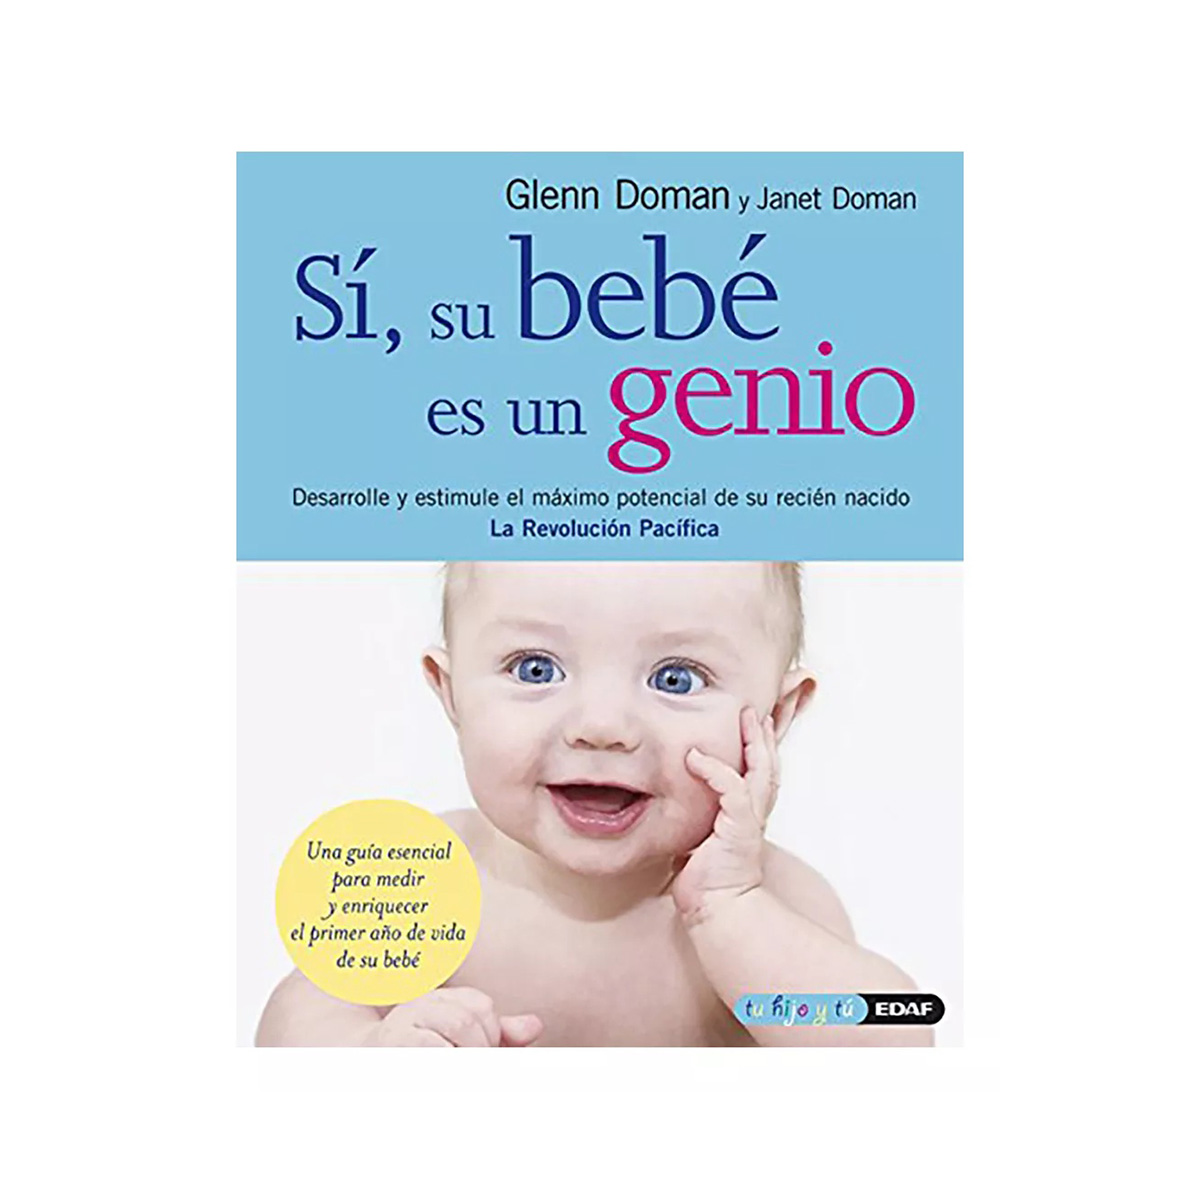 Glenn Doman y Janet Doman
Sí, su bebé
es un genio
Desarrolle y estimule el máximo potencial de su recién nacido
La Revolución Pacífica
Una guía esencial
para medir
y enriquecer
el primer año de vida
de su bebé
tu hijo y tú EDAF